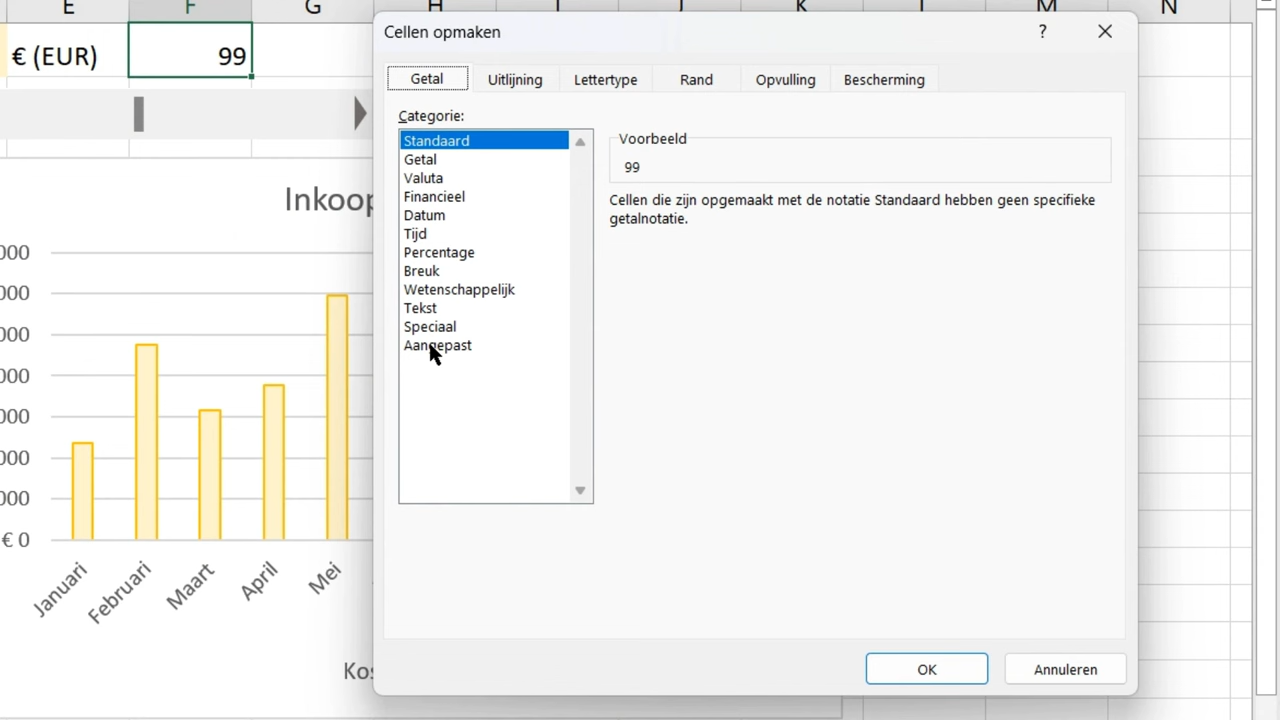 E F G H I J K L M N
€ (EUR) 99
Cellen opmaken ?
Getal Uitlijning Lettertype Rand Opvulling Bescherming
Categorie:
Standaard
Getal
Valuta
Financieel
Datum
Tijd
Percentage
Breuk
Wetenschappelijk
Tekst
Speciaal
Aangepast
Voorbeeld
99
Cellen die zijn opgemaakt met de notatie Standaard hebben geen specifieke
getalnotatie.
OK Annuleren
Inkoop
000
000
000
000
000
000
000
€ 0
Januari
Februari
Maart
April
Mei
Kos